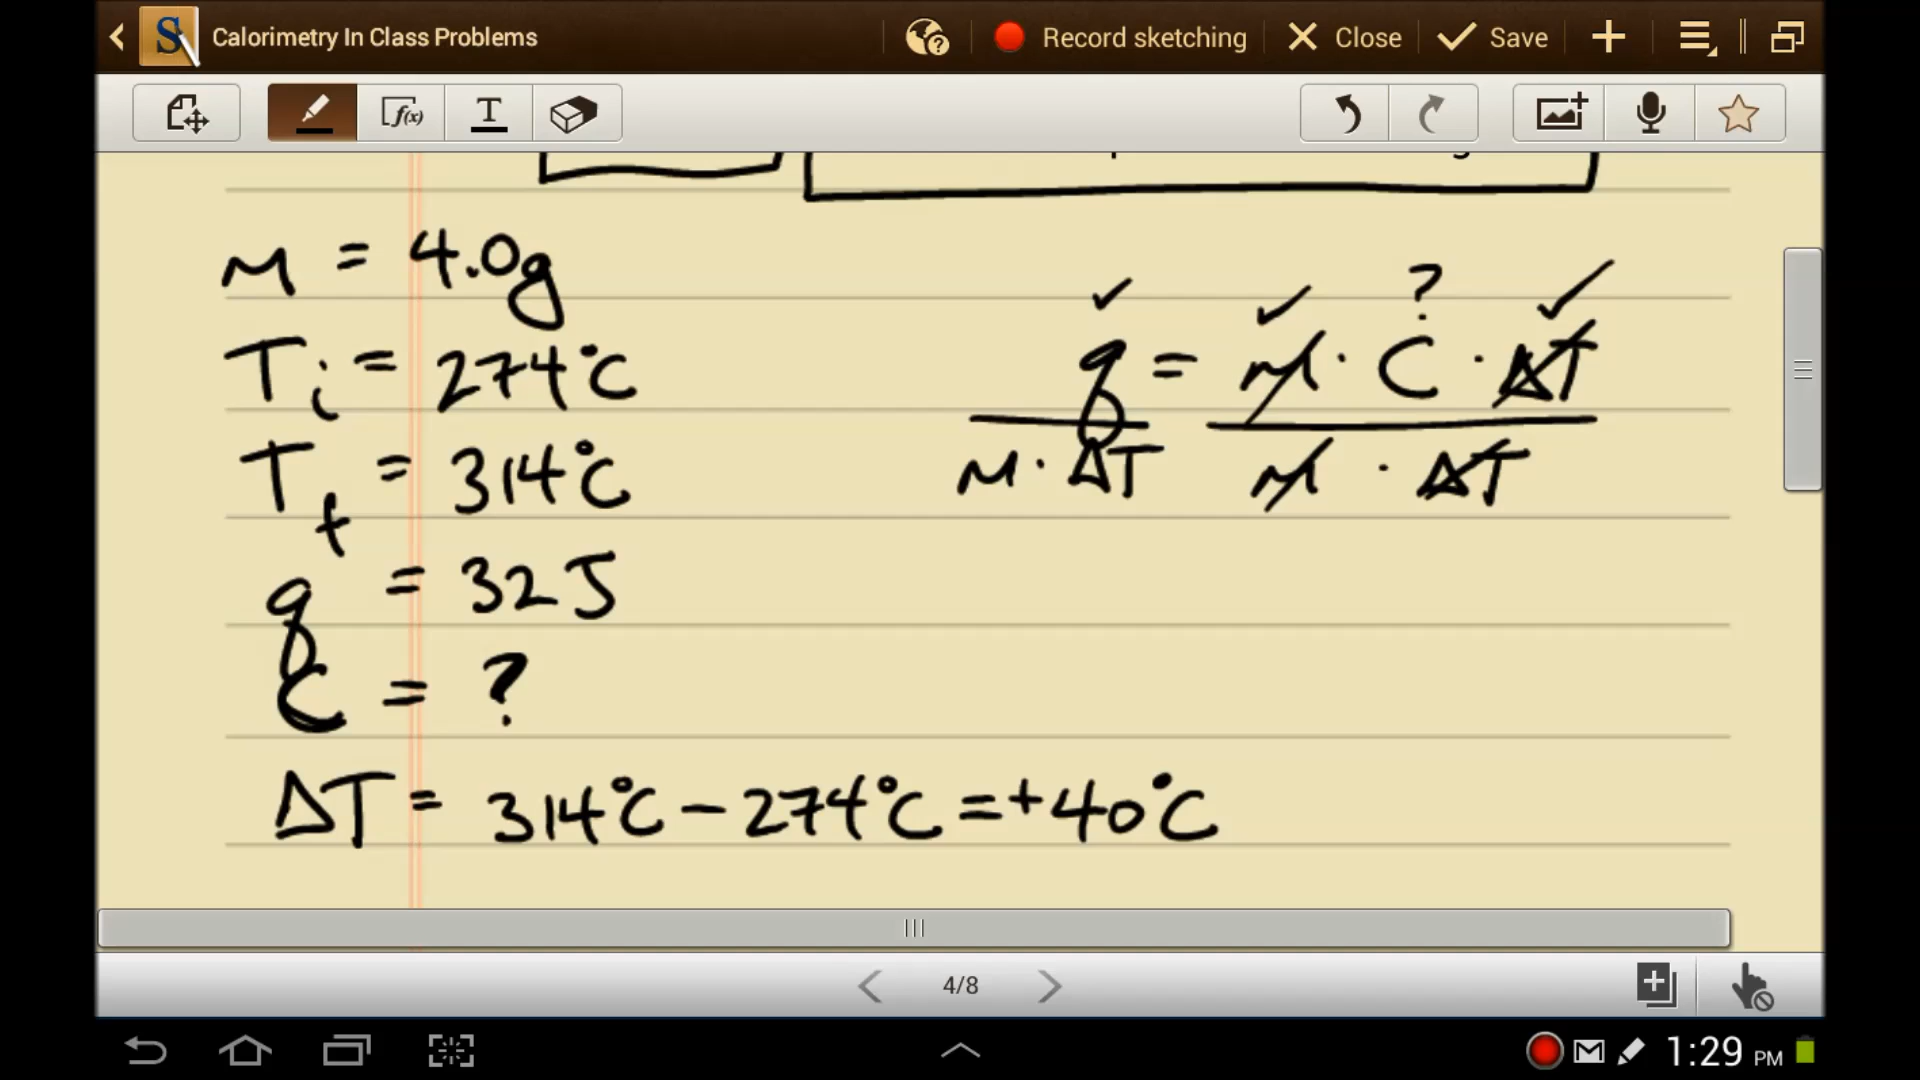 Calorimetry In Class Problems
Record sketching
Close
Save
f(x)
T
m = 4.0g
Ti = 274°C
Tf = 314°C
q = 32J
C = ?
ΔT = 314°C - 274°C = +40°C
✓ ✓ ? ✓
q = m · C · ΔT
m · ΔT m · ΔT
4/8
1:29 PM